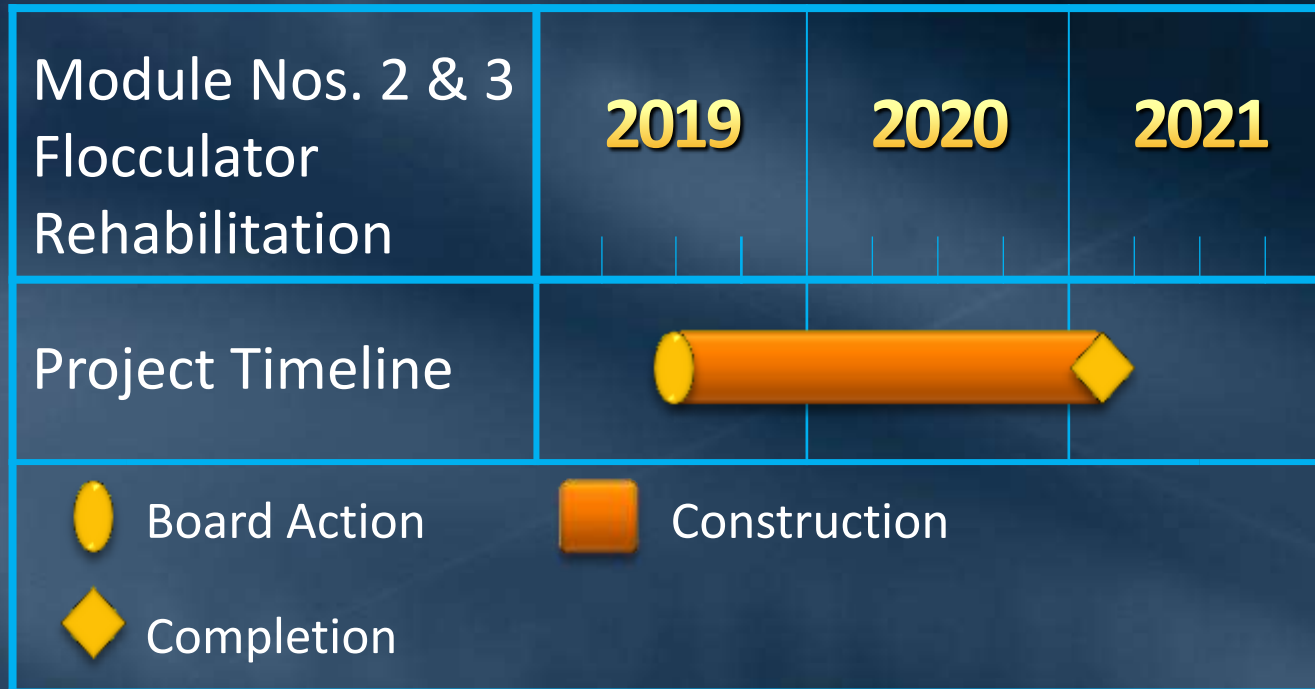 Module Nos. 2 & 3
Flocculator
Rehabilitation
2019
2020
2021
Project Timeline
Board Action
Construction
Completion